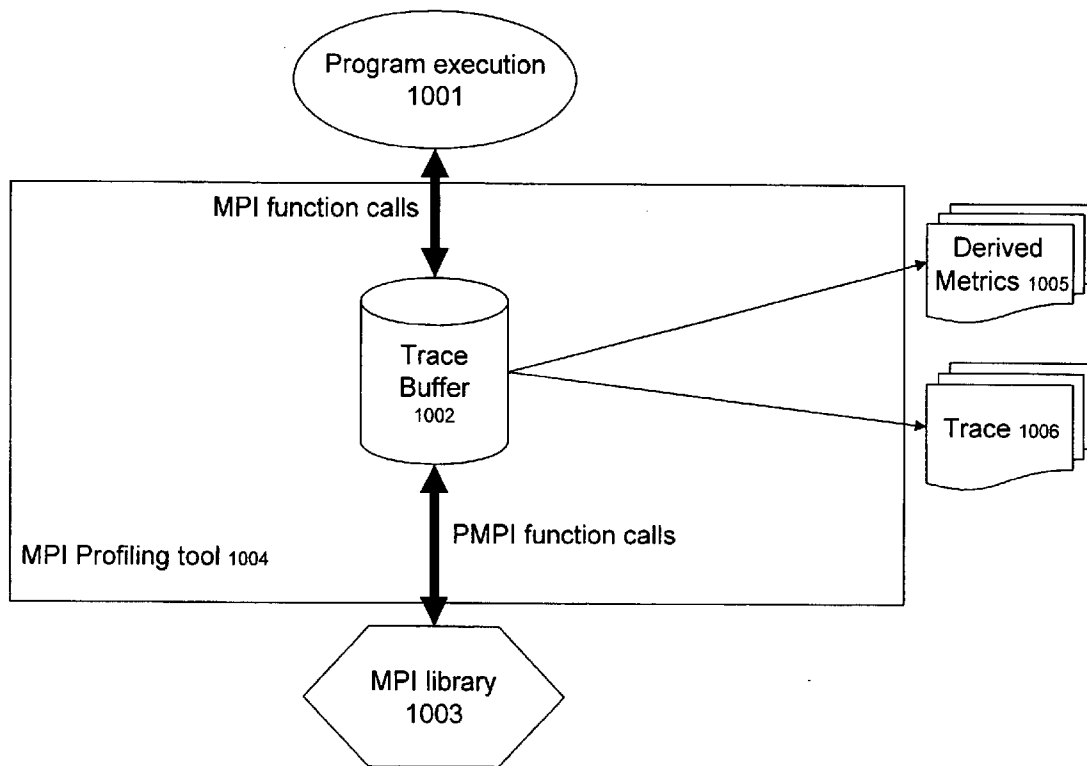 Program execution
1001
MPI function calls
Derived
Metrics 1005
Trace
Buffer
1002
Trace 1006
PMPI function calls
MPI Profiling tool 1004
MPI library
1003